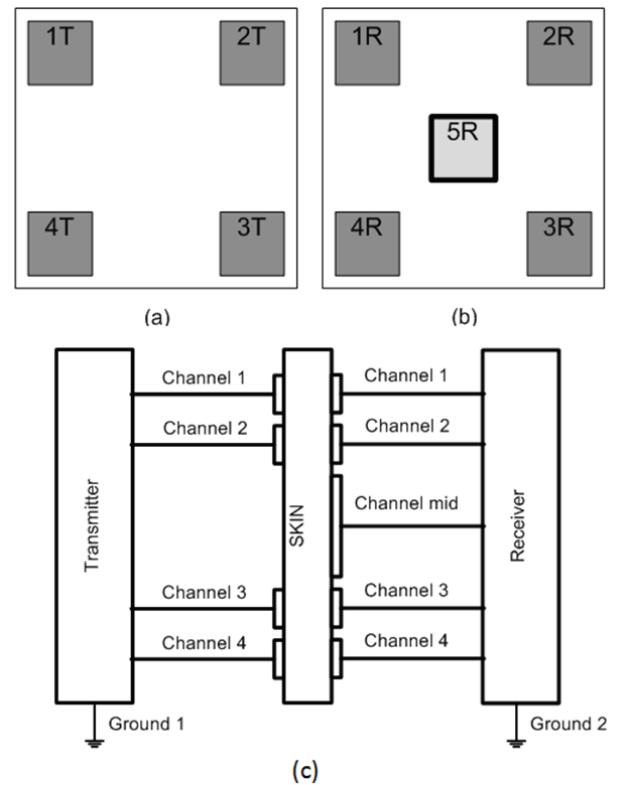 1T 2T
4T 3T
(a)
1R 2R
5R
4R 3R
(b)
Transmitter
Channel 1
Channel 2
Channel 3
Channel 4
SKIN
Channel 1
Channel 2
Channel mid
Channel 3
Channel 4
Receiver
Ground 1
Ground 2
(c)